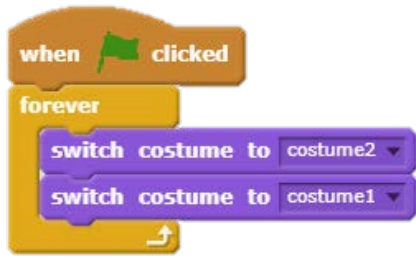 when clicked
forever
switch costume to costume2
switch costume to costume1